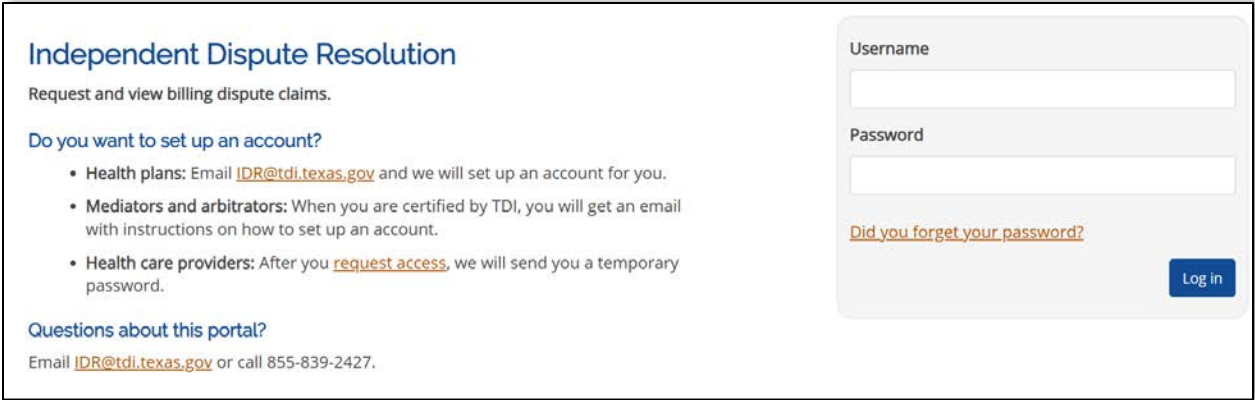 Independent Dispute Resolution
Request and view billing dispute claims.
Do you want to set up an account?
• Health plans: Email IDR@tdi.texas.gov and we will set up an account for you.
• Mediators and arbitrators: When you are certified by TDI, you will get an email
with instructions on how to set up an account.
• Health care providers: After you request access, we will send you a temporary
password.
Questions about this portal?
Email IDR@tdi.texas.gov or call 855-839-2427.
Username
Password
Did you forget your password?
Log in